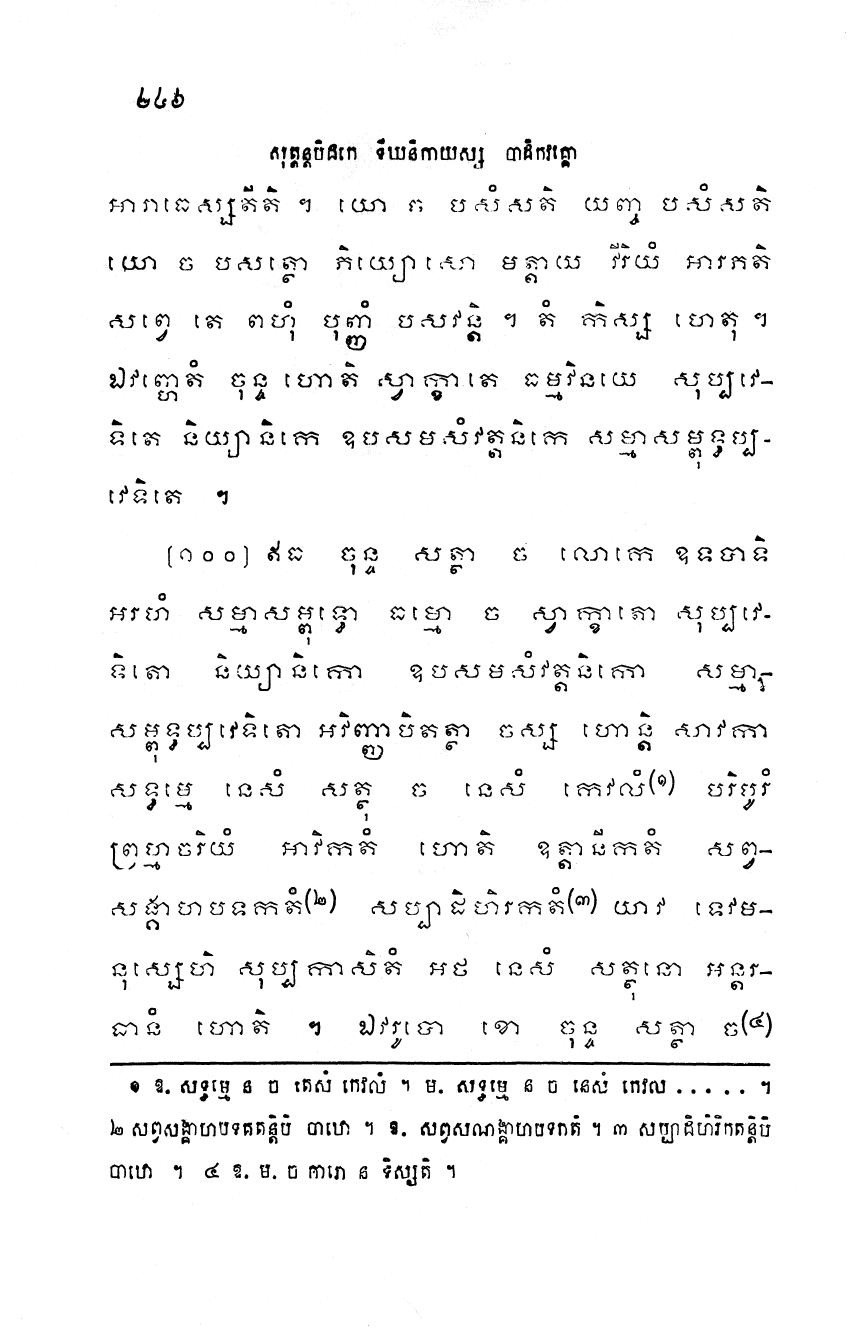 ២៤៦
សុត្តន្តបិដកេ ទីឃនិកាយស្ស បាដិកវគ្គោ
អារាធេស្សតីតិ ។ យោ ច បសំសតិ យញ្ច បសំសតិ
យោ ច បសត្ថោ ភិយ្យោសោ មត្តាយ វីរិយំ អារភតិ
សព្វេ តេ ពហុំ បុញ្ញំ បសវន្តិ ។ តំ កិស្ស ហេតុ ។
ឯវញ្ហេតំ ចុន្ទ ហោតិ ស្វាក្ខាតេ ធម្មវិនយេ សុប្បវេ-
ទិតេ និយ្យានិកេ ឧបសមសំវត្តនិកេ សម្មាសម្ពុទ្ធប្ប-
វេទិតេ ។
(១០០) ឥធ ចុន្ទ សត្ថា ច លោកេ ឧទបាទិ
អរហំ សម្មាសម្ពុទ្ធោ ធម្មោ ច ស្វាក្ខាតោ សុប្បវេ-
ទិតោ និយ្យានិកោ ឧបសមសំវត្តនិកោ សម្មា-
សម្ពុទ្ធប្បវេទិតោ អវិញ្ញាបិតត្ថា ចស្ស ហោន្តិ សាវកា
សទ្ធម្មេ នេសំ សត្ថុ ច នេសំ កេវលំ(១) បរិបូរំ
ព្រហ្មចរិយំ អាវិកតំ ហោតិ ឧត្តានីកតំ សព្វ-
សង្គាហបទកតំ(២) សប្បាដិហិរកតំ(៣) យាវ ទេវម-
នុស្សេហិ សុប្បកាសិតំ អថ នេសំ សត្ថុនោ អន្តរ-
ធានំ ហោតិ ។ ឯវរូបោ ខោ ចុន្ទ សត្ថា ច(៤)
១ ឱ. សទ្ធម្មេ ន ច តេសំ កេវលំ ។ ម. សទ្ធម្មេ ន ច នេសំ កេវល . . . . . ។
២ សព្វសង្គាហបទគតន្តិបិ បាឋោ ។ ឱ. សព្វសណង្គាហបទកតំ ។ ៣ សប្បាដិហំរិកតន្តិបិ
បាឋោ ។ ៤ ឱ. ម. ច ការោ ន ទិស្សតិ ។